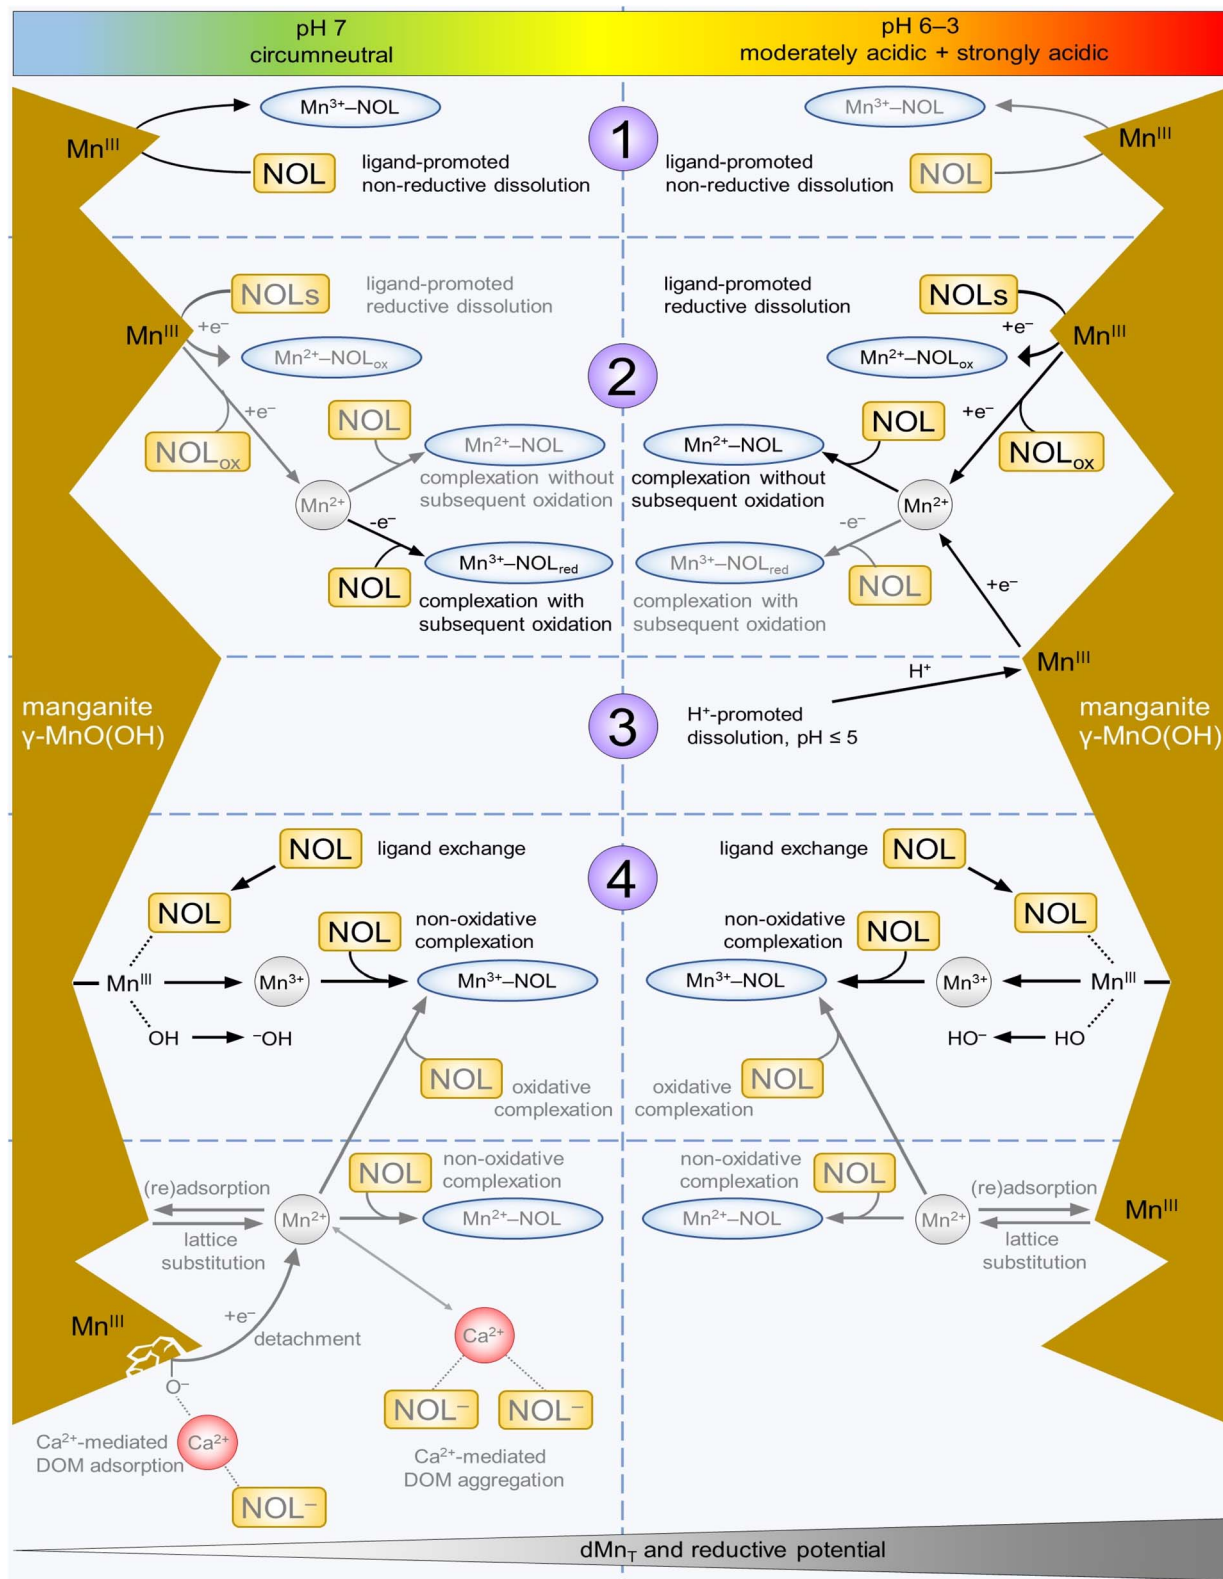 pH 7
circumneutral
pH 6–3
moderately acidic + strongly acidic
Mn³⁺–NOL
Mnᴵᴵᴵ
NOL
ligand-promoted
non-reductive dissolution
1
ligand-promoted
non-reductive dissolution
Mn³⁺–NOL
NOL
Mnᴵᴵᴵ
NOLs
ligand-promoted
reductive dissolution
Mnᴵᴵᴵ
+e⁻
Mn²⁺–NOLox
+e⁻
NOLox
NOL
Mn²⁺–NOL
complexation without
subsequent oxidation
Mn²⁺
-e⁻
NOL
Mn³⁺–NOLred
complexation with
subsequent oxidation
2
ligand-promoted
reductive dissolution
NOLs
+e⁻
Mnᴵᴵᴵ
Mn²⁺–NOLox
+e⁻
NOL
NOLox
Mn²⁺–NOL
complexation without
subsequent oxidation
Mn²⁺
-e⁻
Mn³⁺–NOLred
NOL
complexation with
subsequent oxidation
+e⁻
manganite
γ-MnO(OH)
3
H⁺
Mnᴵᴵᴵ
H⁺-promoted
dissolution, pH ≤ 5
manganite
γ-MnO(OH)
NOL
ligand exchange
NOL
NOL
non-oxidative
complexation
Mnᴵᴵᴵ
Mn³⁺
Mn³⁺–NOL
OH
⁻OH
NOL
oxidative
complexation
4
ligand exchange
NOL
NOL
non-oxidative
complexation
NOL
Mn³⁺–NOL
Mn³⁺
Mnᴵᴵᴵ
HO⁻
HO
oxidative
complexation
NOL
(re)adsorption
lattice
substitution
Mn²⁺
NOL
non-oxidative
complexation
Mn²⁺–NOL
non-oxidative
complexation
NOL
Mn²⁺–NOL
Mn²⁺
(re)adsorption
lattice
substitution
Mnᴵᴵᴵ
Mnᴵᴵᴵ
+e⁻
detachment
O⁻
Ca²⁺
Ca²⁺-mediated
DOM adsorption
NOL⁻
Ca²⁺
NOL⁻
NOL⁻
Ca²⁺-mediated
DOM aggregation
dMnT and reductive potential